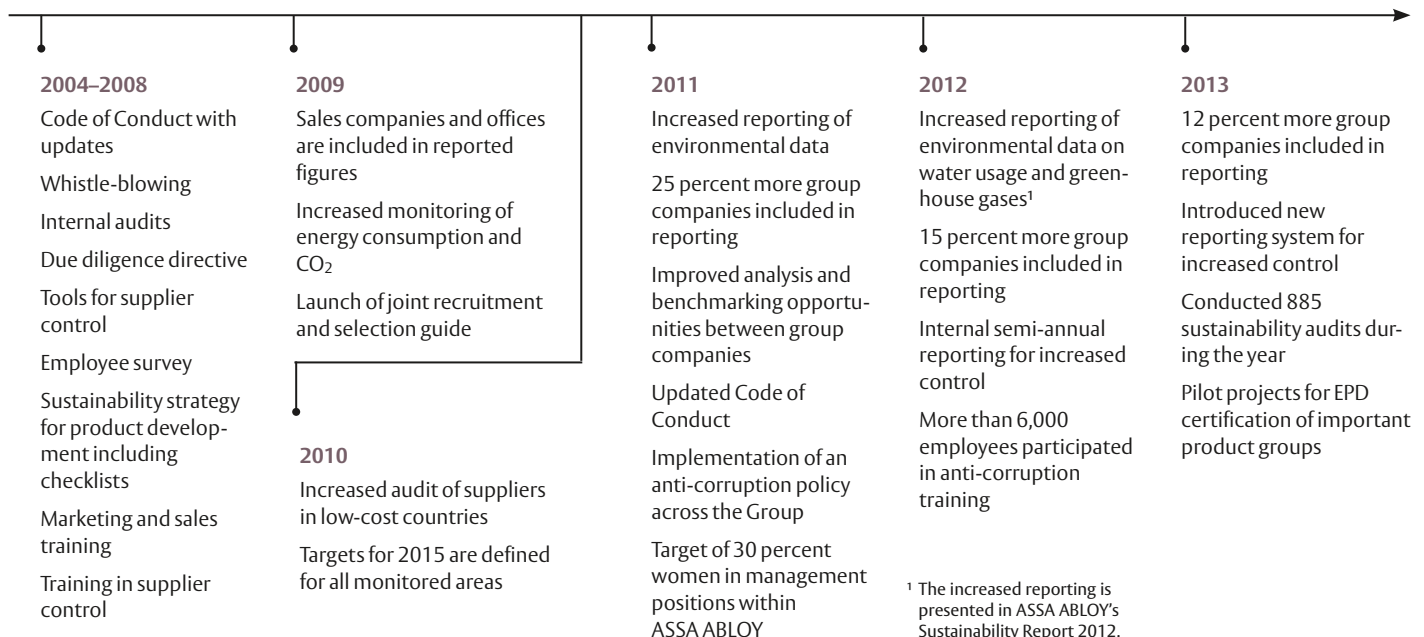 2004–2008
Code of Conduct with
updates
Whistle-blowing
Internal audits
Due diligence directive
Tools for supplier
control
Employee survey
Sustainability strategy
for product develop-
ment including
checklists
Marketing and sales
training
Training in supplier
control
2009
Sales companies and offices
are included in reported
figures
Increased monitoring of
energy consumption and
CO₂
Launch of joint recruitment
and selection guide
2010
Increased audit of suppliers
in low-cost countries
Targets for 2015 are defined
for all monitored areas
2011
Increased reporting of
environmental data
25 percent more group
companies included in
reporting
Improved analysis and
benchmarking opportu-
nities between group
companies
Updated Code of
Conduct
Implementation of an
anti-corruption policy
across the Group
Target of 30 percent
women in management
positions within
ASSA ABLOY
2012
Increased reporting of
environmental data on
water usage and green-
house gases¹
15 percent more group
companies included in
reporting
Internal semi-annual
reporting for increased
control
More than 6,000
employees participated
in anti-corruption
training
¹ The increased reporting is
presented in ASSA ABLOY’s
Sustainability Report 2012.
2013
12 percent more group
companies included in
reporting
Introduced new
reporting system for
increased control
Conducted 885
sustainability audits dur-
ing the year
Pilot projects for EPD
certification of important
product groups